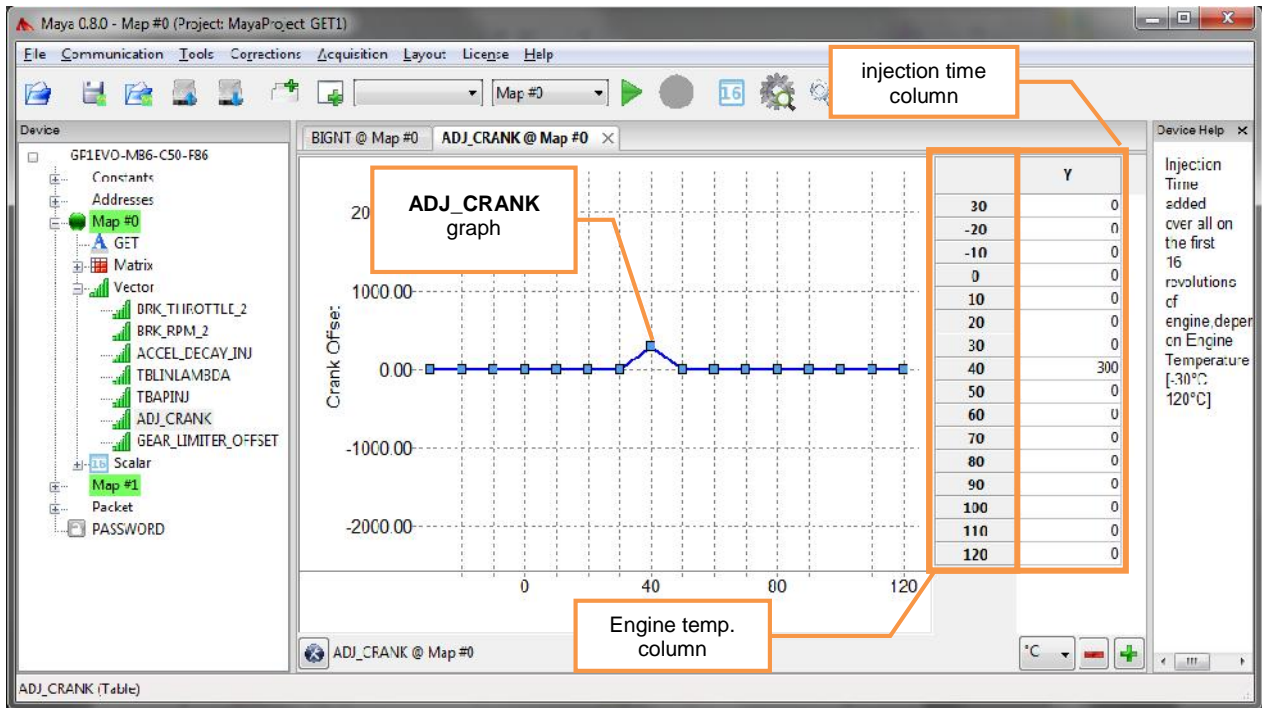 Maya 0.8.0 - Map #0 (Project: MayaProject GET1)
File Communication Tools Corrections Acquisition Layout License Help
Map #0
16
injection time
column
Device
BIGNT @ Map #0 ADJ_CRANK @ Map #0
Device Help
GP1EVO-M86-C50-F86
Constants
Addresses
Map #0
GET
Matrix
Vector
BRK_THROTTLE_2
BRK_RPM_2
ACCEL_DECAY_INJ
TBLINLAMBDA
TBAPINJ
ADJ_CRANK
GEAR_LIMITER_OFFSET
16 Scalar
Map #1
Packet
PASSWORD
ADJ_CRANK
graph
20
1000.00
0.00
-1000.00
-2000.00
Crank Offset
0 40 80 120
Y
30 0
-20 0
-10 0
0 0
10 0
20 0
30 0
40 300
50 0
60 0
70 0
80 0
90 0
100 0
110 0
120 0
Injection
Time
added
over all on
the first
16
revolutions
of
engine,deper
on Engine
Temperature
[-30°C
120°C]
Engine temp.
column
ADJ_CRANK @ Map #0
°C
ADJ_CRANK (Table)